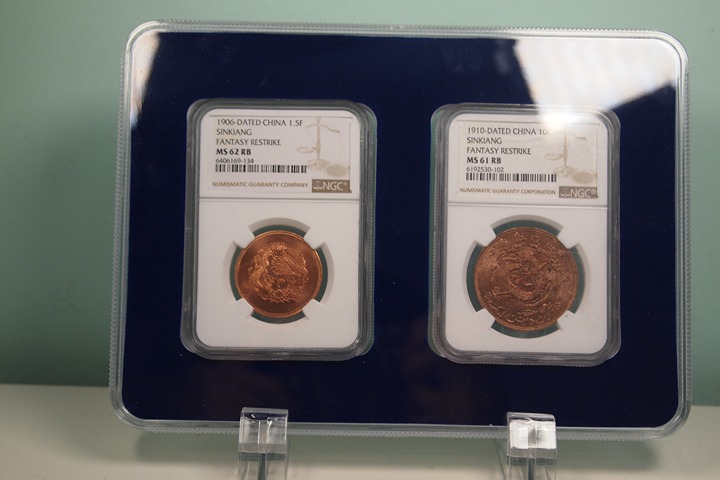 1906-DATED CHINA 1.5F
SINKIANG
FANTASY RESTRIKE
MS 62 RB
6406169-134
NUMISMATIC GUARANTY COMPANY
NGC®
1910-DATED CHINA 10C
SINKIANG
FANTASY RESTRIKE
MS 61 RB
6192530-102
NUMISMATIC GUARANTY CORPORATION
NGC®